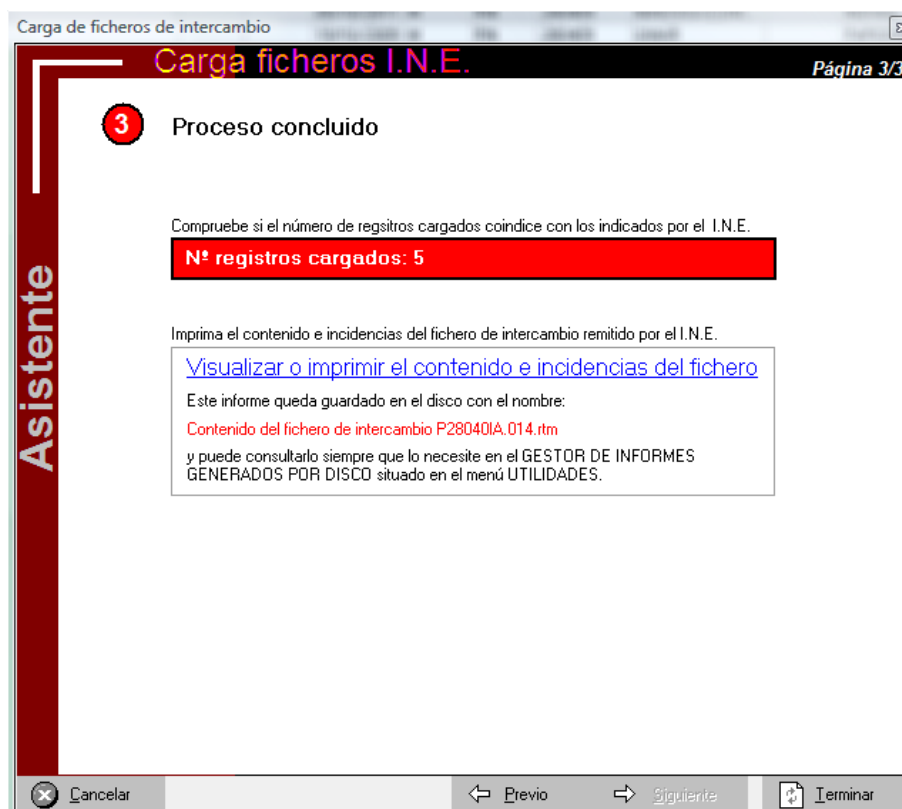 Carga de ficheros de intercambio
Carga ficheros I.N.E.
Página 3/3
3
Proceso concluido
Compruebe si el número de regsitros cargados coindice con los indicados por el I.N.E.
Nº registros cargados: 5
Asistente
Imprima el contenido e incidencias del fichero de intercambio remitido por el I.N.E.
Visualizar o imprimir el contenido e incidencias del fichero
Este informe queda guardado en el disco con el nombre:
Contenido del fichero de intercambio P28040IA.014.rtm
y puede consultarlo siempre que lo necesite en el GESTOR DE INFORMES
GENERADOS POR DISCO situado en el menú UTILIDADES.
Cancelar
Previo
Siguiente
Terminar